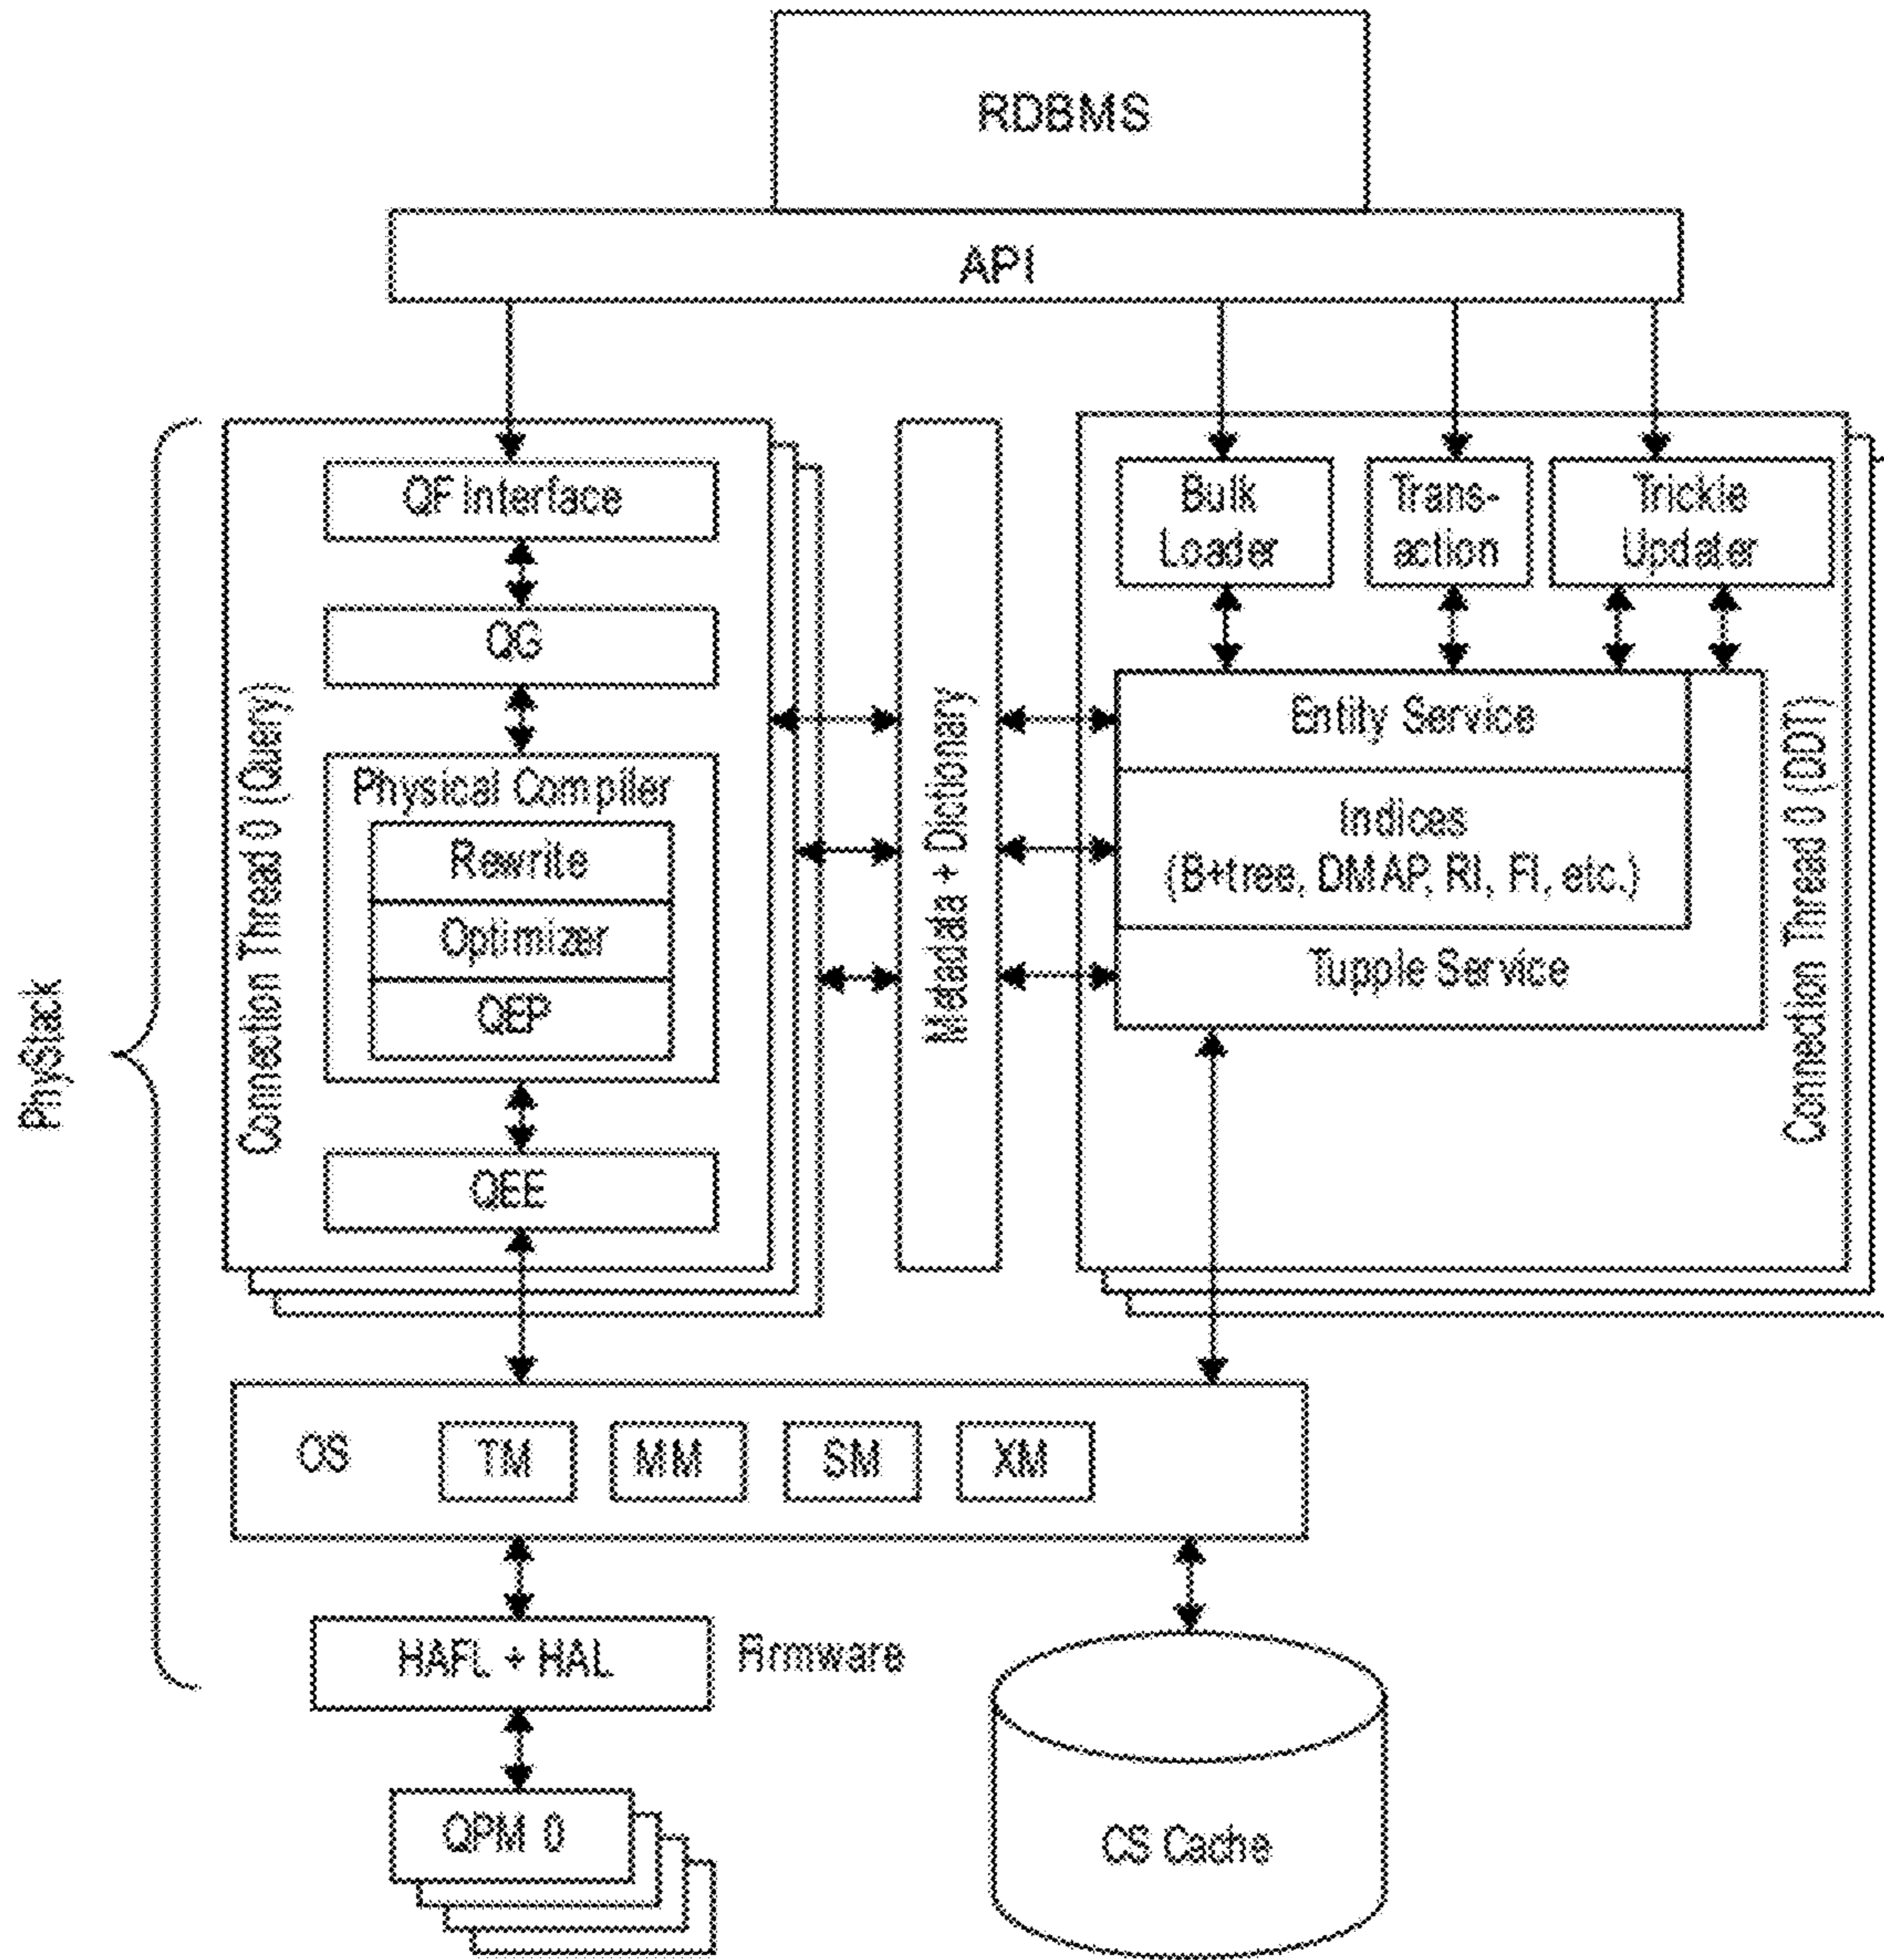 RDBMS
API
PhyStack
Connection Thread 0 (Query)
QF Interface
QG
Physical Compiler
Rewrite
Optimizer
QEP
QEE
Metadata + Dictionary
Bulk
Loader
Trans-
action
Trickle
Updater
Entity Service
Indices
(B+tree, DMAP, RI, FI, etc.)
Tupple Service
Connection Thread 0 (DDT)
OS
TM
MM
SM
XM
HAFL + HAL
Firmware
QPM 0
CS Cache